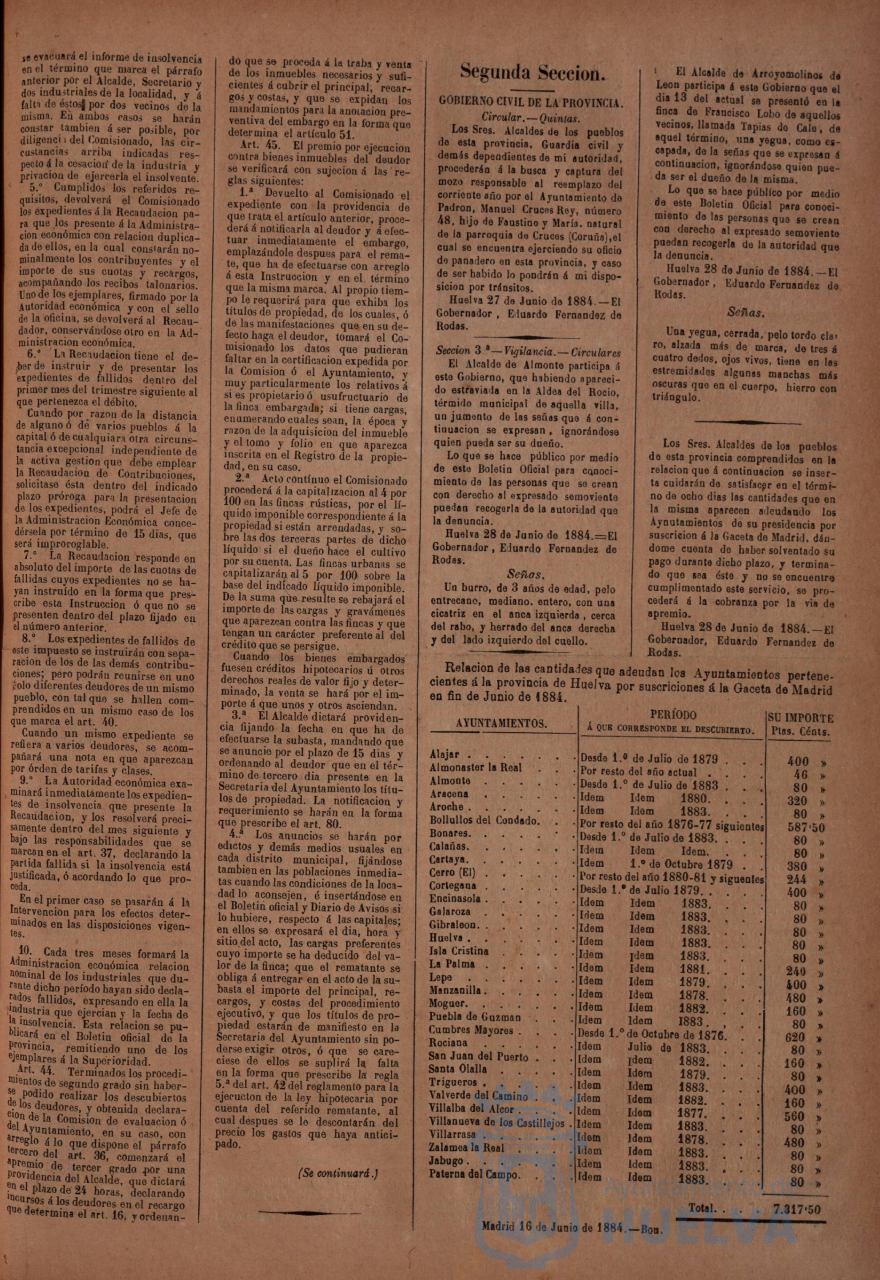 se evacuará el informe de insolvencia
en el término que marca el párrafo
anterior por el Alcalde, Secretario y
dos industriales de la localidad, y á
falta de éstos, por dos vecinos de la
misma. En ambos casos se harán
constar tambien á ser posible, por
diligencia del Comisionado, las cir-
custancias arriba indicadas res-
pecto á la cesación de la industria y
privacion de ejercerla el insolvente.
5.º Cumplidos los referidos re-
quisitos, devolverá el Comisionado
los expedientes á la Recaudacion pa-
ra que los presente á la Administra-
cion económica con relacion duplica-
da de ellos, en la cual constarán no-
minalmente los contribuyentes y el
importe de sus cuotas y recargos,
acompañando los recibos talonarios.
Uno de los ejemplares, firmado por la
Autoridad económica y con el sello
de la oficina, se devolverá al Recau-
dador, conservándose otro en la Ad-
ministracion económica.
6.º La Recaudacion tiene el de-
ber de instruir y de presentar los
expedientes de fallidos dentro del
primer mes del trimestre siguiente al
que pertenezca el débito.
Cuando por razon de la distancia
de alguno ó de varios pueblos á la
capital ó de cualquiara otra circuns-
tancia excepcional independiente de
la activa gestion que debe emplear
la Recaudacion de Contribuciones,
solicitase ésta dentro del indicado
plazo próroga para la presentacion
de los expedientes, podrá el Jefe de
la Administracion Económica conce-
dérsela por término de 15 dias, que
será improroglable.
7.º La Recaudacion responde en
absoluto del importe de las cuotas de
fallidas cuyos expedientes no se ha-
yan instruido en la forma que pres-
cribe esta Instruccion ó que no se
presenten dentro del plazo fijado en
el número anterior.
8.º Los expedientes de fallidos de
este impuesto se instruirán con sepa-
racion de los de las demás contribu-
ciones; pero podrán reunirse en uno
solo diferentes deudores de un mismo
pueblo, con tal que se hallen com-
prendidos en un mismo caso de los
que marca el art. 40.
Cuando un mismo expediente se
refiera a varios deudores, se acom-
pañará una nota en que aparezcan
por órden de tarifas y clases.
9.º La Autoridad económica exa-
minará inmediatamente los expedien-
tes de insolvencia que presente la
Recaudacion, y los resolverá preci-
samente dentro del mes siguiente y
bajo las responsabilidades que se
marcan en el art. 37, declarando la
partida fallida si la insolvencia está
justificada, ó acordando lo que pro-
ceda.
En el primer caso se pasarán á la
Intervencion para los efectos deter-
minados en las disposiciones vigen-
tes.
10. Cada tres meses formará la
Administracion económica relacion
nominal de los industriales que du-
rante dicho período hayan sido decla-
rados fallidos, expresando en ella la
industria que ejercian y la fecha de
la insolvencia. Esta relacion se pu-
blicará en el Boletin oficial de la
provincia, remitiendo uno de los
ejemplares á la Superioridad.
Art. 44. Terminados los procedi-
mientos de segundo grado sin haber-
se podido realizar los descubiertos
de los deudores, y obtenida declara-
cion de la Comision de evaluacion ó
del Ayuntamiento, en su caso, con
arreglo á lo que dispone el párrafo
tercero del art. 36, comenzará el
apremio de tercer grado por una
providencia del Alcalde, que dictará
en el plazo de 24 horas, declarando
incursos á los deudores en el recargo
que determina el art. 16, y ordenan-
do que se proceda á la traba y venta
de los inmuebles necesarios y sufi-
cientes á cubrir el principal, recar-
gos y costas, y que se expidan los
mandamientos para la anotacion pre-
ventiva del embargo en la forma que
determina el artículo 51.
Art. 45. El premio por ejecucion
contra bienes inmuebles del deudor
se verificará con sujecion á las re-
glas siguientes:
1.ª Devuelto al Comisionado el
expediente con la providencia de
que trata el artículo anterior, proce-
derá á notificarla al deudor y á efec-
tuar inmediatamente el embargo,
emplazándole despues para el rema-
te, que ha de efectuarse con arreglo
á esta Instruccion y en el término
que la misma marca. Al propio tiem-
po le requerirá para que exhiba los
títulos de propiedad, de los cuales, ó
de las manifestaciones que en su de-
fecto haga el deudor, tomará el Co-
misionado los datos que pudieran
faltar en la certificacion expedida por
la Comision ó el Ayuntamiento, y
muy particularmente los relativos á
si es propietario ó usufructuario de
la finca embargada; si tiene cargas,
enumerando cuales sean, la época y
razon de la adquisicion del inmueble
y el tomo y folio en que aparezca
inscrita en el Registro de la propie-
dad, en su caso.
2.ª Acto contínuo el Comisionado
procederá á la capitalizacion al 4 por
100 en las fincas rústicas, por el lí-
quido imponible correspondiente á la
propiedad si están arrendadas, y so-
bre las dos terceras partes de dicho
líquido si el dueño hace el cultivo
por su cuenta. Las fincas urbanas se
capitalizarán al 5 por 100 sobre la
base del indicado líquido imponible.
De la suma que resulte se rebajará el
importe de las cargas y gravámenes
que aparezcan contra las fincas y que
tengan un carácter preferente al del
crédito que se persigue.
Cuando los bienes embargados
fuesen créditos hipotecarios ú otros
derechos reales de valor fijo y deter-
minado, la venta se hará por el im-
porte á que unos y otros asciendan.
3.ª El Alcalde dictará providen-
cia fijando la fecha en que ha de
efectuarse la subasta, mandando que
se anuncie por el plazo de 15 dias y
ordenando al deudor que en el tér-
mino de tercero dia presente en la
Secretaria del Ayuntamiento los títu-
los de propiedad. La notificacion y
requerimiento se harán en la forma
que prescribe el art. 80.
4.ª Los anuncios se harán por
edictos y demás medios usuales en
cada distrito municipal, fijándose
tambien en las poblaciones inmedia-
tas cuando las condiciones de la loca-
dad lo aconsejen, é insertándose en
el Boletin oficial y Diario de Avisos si
lo hubiere, respecto á las capitales;
en ellos se expresará el dia, hora y
sitio del acto, las cargas preferentes
cuyo importe se ha deducido del va-
lor de la finca; que el rematante se
obliga á entregar en el acto de la su-
basta el importe del principal, re-
cargos, y costas del procedimiento
ejecutivo, y que los títulos de pro-
piedad estarán de manifiesto en la
Secretaria del Ayuntamiento sin po-
derse exigir otros, ó que se care-
ciese de ellos se suplirá la falta
en la forma que prescribe la regla
5.ª del art. 42 del reglamento para la
ejecucion de la ley hipotecaria por
cuenta del referido rematante, al
cual despues se le descontarán del
precio los gastos que haya antici-
pado.
(Se continuará.)
Segunda Seccion.
GOBIERNO CIVIL DE LA PROVINCIA.
Circular.—Quintas.
Los Sres. Alcaldes de los pueblos
de esta provincia, Guardia civil y
demás dependientes de mi autoridad,
procederán á la busca y captura del
mozo responsable al reemplazo del
corriente año por el Ayuntamiento de
Padron, Manuel Cruces Rey, número
48, hijo de Faustino y María, natural
de la parroquia de Cruces (Coruña), el
cual se encuentra ejerciendo su oficio
de panadero en esta provincia, y caso
de ser habido lo pondrán á mi dispo-
sicion por tránsitos.
Huelva 27 de Junio de 1884.—El
Gobernador, Eduardo Fernandez de
Rodas.
Seccion 3.ª—Vigilancia.—Circulares
El Alcalde de Almonte participa á
este Gobierno, que habiendo apareci-
do estraviada en la Aldea del Rocio,
término municipal de aquella villa,
un jumento de las señas que á con-
tinuacion se expresan, ignorándose
quien pueda ser su dueño.
Lo que se hace público por medio
de este Boletin Oficial para conoci-
miento de las personas que se crean
con derecho al expresado semoviente
puedan recogerla de la autoridad que
la denuncia.
Huelva 28 de Junio de 1884.—El
Gobernador, Eduardo Fernandez de
Rodas.
Señas.
Un burro, de 3 años de edad, pelo
entrecano, mediano, entero, con una
cicatriz en el anca izquierda, cerca
del rabo, y herrado del anca derecha
y del lado izquierdo del cuello.
El Alcalde de Arroyomolinos de
Leon participa á este Gobierno que el
dia 13 del actual se presentó en la
finca de Francisco Lobo de aquellos
vecinos, llamada Tapias de Calo, de
aquel término, una yegua, como es-
capada, de la señas que se expresan á
continuacion, ignorándose quien pue-
da ser el dueño de la misma.
Lo que se hace público por medio
de este Boletin Oficial para conoci-
miento de las personas que se crean
con derecho al expresado semoviente
puedan recogerla de la autoridad que
la denuncia.
Huelva 28 de Junio de 1884.—El
Gobernador, Eduardo Fernandez de
Rodas.
Señas.
Una yegua, cerrada, pelo tordo cla-
ro, alzada más de marca, de tres á
cuatro dedos, ojos vivos, tiene en las
estremidades algunas manchas más
oscuras que en el cuerpo, hierro con
triángulo.
Los Sres. Alcaldes de los pueblos
de esta provincia comprendidos en la
relacion que á continuacion se inser-
ta cuidarán de satisfacer en el térmi-
no de ocho dias las cantidades que en
la misma aparecen adeudando los
Ayuntamientos de su presidencia por
suscricion á la Gaceta de Madrid, dán-
dome cuenta de haber solventado su
pago durante dicho plazo, y termina-
do que sea éste y no se encuentre
cumplimentado este servicio, se pro-
cederá á la cobranza por la via de
apremio.
Huelva 28 de Junio de 1884.—El
Gobernador, Eduardo Fernandez de
Rodas.
Relacion de las cantidades que adeudan los Ayuntamientos pertene-
cientes á la provincia de Huelva por suscriciones á la Gaceta de Madrid
en fin de Junio de 1884.
AYUNTAMIENTOS. PERÍODO Á QUE CORRESPONDE EL DESCUBIERTO. SU IMPORTE Ptas. Cénts.
Alajar . . . Desde 1.º de Julio de 1879 . . . 400 »
Almonaster la Real . . . Por resto del año actual . . . 46 »
Almonte . . . Desde 1.º de Julio de 1883 . . . 80 »
Aracena . . . Idem Idem 1880. . . . 320 »
Aroche . . . Idem Idem 1883. . . . 80 »
Bollullos del Condado. . . Por resto del año 1876-77 siguientes 587·50
Bonares. . . . Desde 1.º de Julio de 1883. . . 80 »
Calañas. . . . Idem Idem Idem. . . . 80 »
Cartaya. . . . Idem 1.º de Octubre 1879 . . . 380 »
Cerro (El) . . . Por resto del año 1880-81 y siguentes 244 »
Cortegana . . . Desde 1.º de Julio 1879. . . . 400 »
Encinasola . . . Idem Idem 1883. . . . 80 »
Galaroza . . . Idem Idem 1883. . . . 80 »
Gibraleon. . . . Idem Idem 1883. . . . 80 »
Huelva . . . Idem Idem 1883. . . . 80 »
Isla Cristina . . . Idem Idem 1883. . . . 80 »
La Palma . . . Idem Idem 1881. . . . 240 »
Lepe . . . Idem Idem 1879. . . . 400 »
Manzanilla. . . . Idem Idem 1878. . . . 480 »
Moguer. . . . Idem Idem 1882. . . . 160 »
Puebla de Guzman . . . Idem Idem 1883. . . . 80 »
Cumbres Mayores . . . Desde 1.º de Octubre de 1876. . . 620 »
Rociana . . . Idem Julio de 1883. . . . 80 »
San Juan del Puerto . . . Idem Idem 1882. . . . 160 »
Santa Olalla . . . Idem Idem 1879. . . . 80 »
Trigueros . . . Idem Idem 1883. . . . 400 »
Valverde del Camino . . . Idem Idem 1882. . . . 160 »
Villalba del Alcor . . . Idem Idem 1877. . . . 560 »
Villanueva de los Castillejos . Idem Idem 1883. . . . 80 »
Villarrasa . . . Idem Idem 1878. . . . 480 »
Zalamea la Real . . . Idem Idem 1883. . . . 80 »
Jabugo . . . Idem Idem 1883. . . . 80 »
Paterna del Campo. . . Idem Idem 1883. . . . 80 »
Total. . . . 7.317·50
Madrid 16 de Junio de 1884.—Bou.
HUELVA